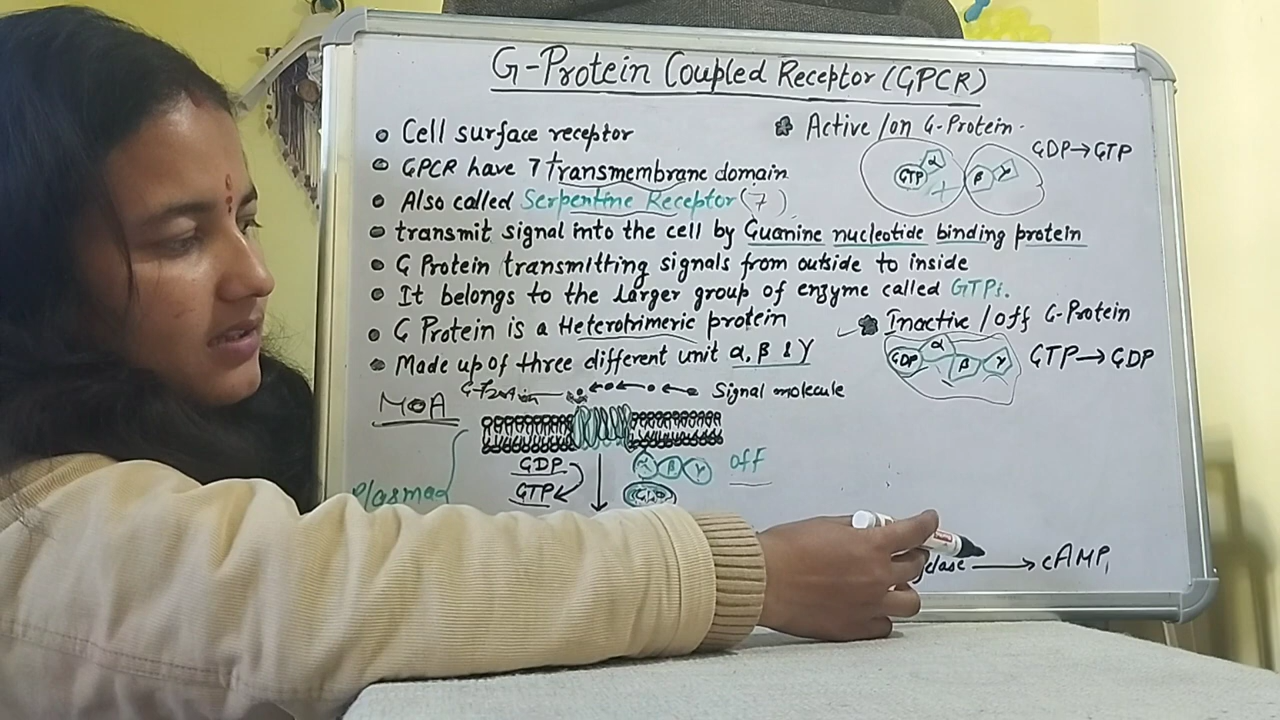 G-Protein Coupled Receptor (GPCR)
Cell surface receptor
GPCR have 7 transmembrane domain
Also called Serpentine Receptor (7)
transmit signal into the cell by Guanine nucleotide binding protein
G Protein transmitting signals from outside to inside
It belongs to the larger group of enzyme called GTPs.
G Protein is a Heterotrimeric protein
Made up of three different unit α, β & γ
Active/on G-Protein
GDP→GTP
GTP α + β γ
Inactive/off G-Protein
GDP α β γ
GTP→GDP
MOA
Signal molecule
GDP
GTP
α β γ off
Plasma
clase → cAMP